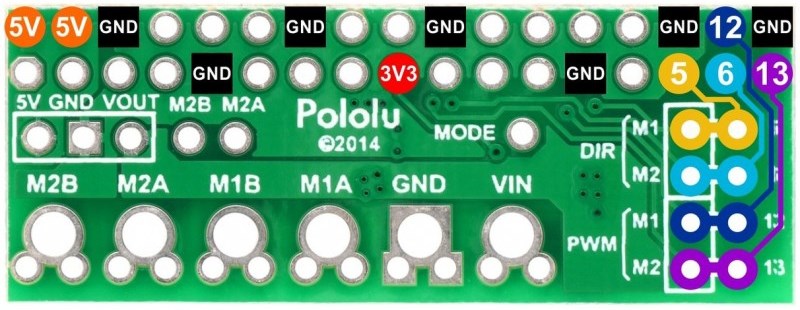 5V 5V GND GND GND GND 12 GND
GND 3V3 GND 5 6 13
5V GND VOUT M2B M2A
Pololu
©2014
MODE
DIR M1
M2
M2B M2A M1B M1A GND VIN
PWM M1
M2 13